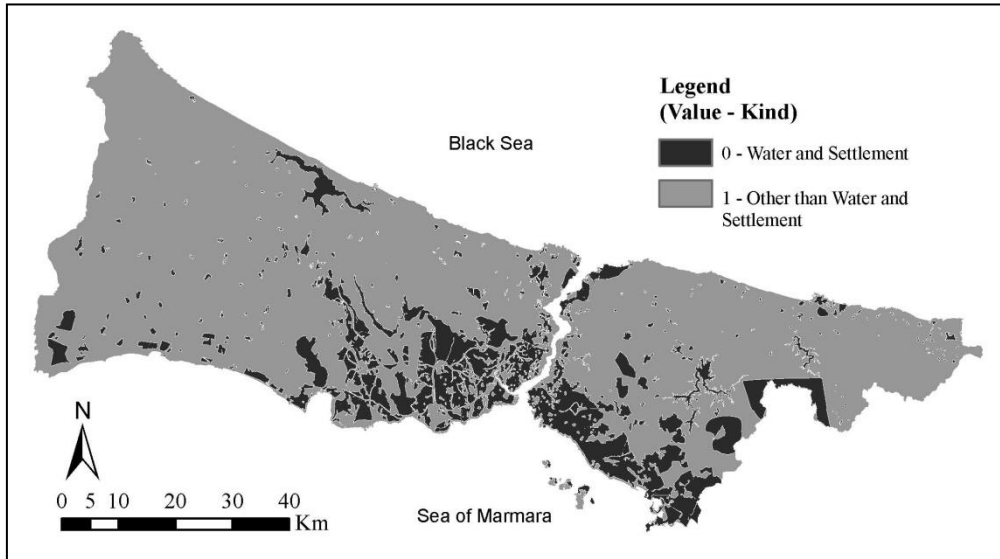 Legend
(Value - Kind)
Black Sea
0 - Water and Settlement
1 - Other than Water and
Settlement
N
0 5 10 20 30 40
Km
Sea of Marmara